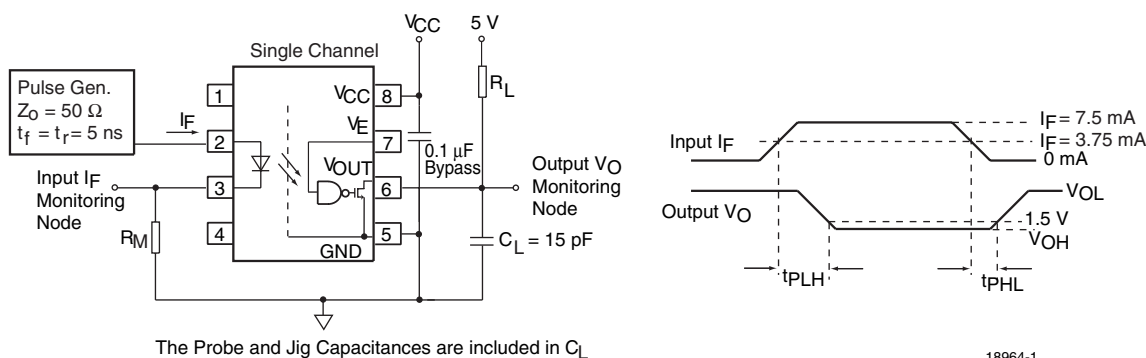 Single Channel
Pulse Gen.
Zo = 50 Ω
tf = tr = 5 ns
IF
1
2
3
4
VCC
8
VE
7
VOUT
6
GND
5
VCC
5 V
RL
0.1 µF
Bypass
Output VO
Monitoring
Node
CL = 15 pF
Input IF
Monitoring
Node
RM
The Probe and Jig Capacitances are included in CL
Input IF
IF = 7.5 mA
IF = 3.75 mA
0 mA
Output VO
VOL
1.5 V
VOH
tPLH
tPHL
18964-1